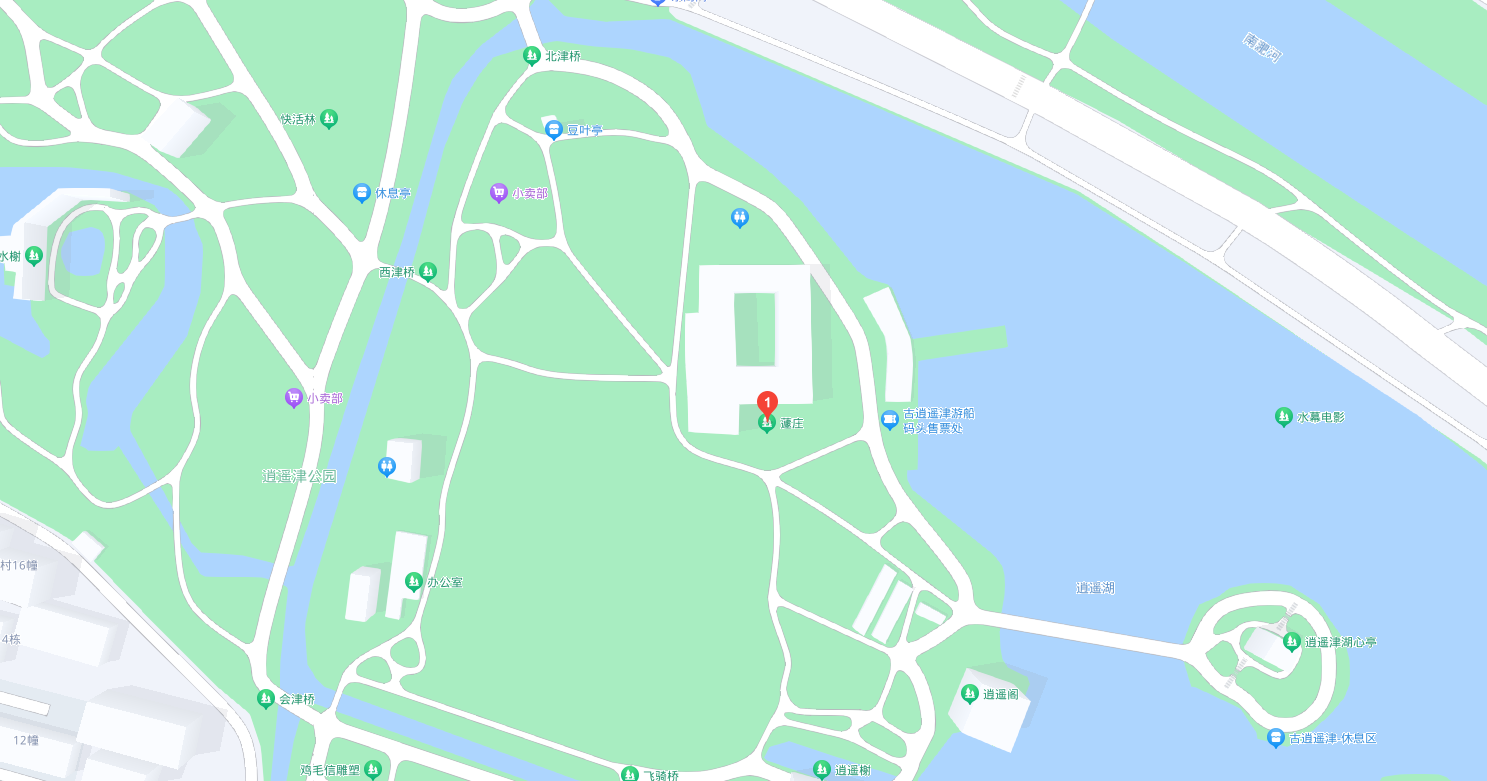 南淝河
北津桥
快活林
豆叶亭
休息亭
小卖部
水榭
西津桥
小卖部
1
蘧庄
古逍遥津游船
码头售票处
水幕电影
逍遥津公园
村16幢
办公室
逍遥湖
4栋
逍遥津湖心亭
逍遥阁
会津桥
12幢
古逍遥津-休息区
鸡毛信雕塑
飞骑桥
逍遥榭